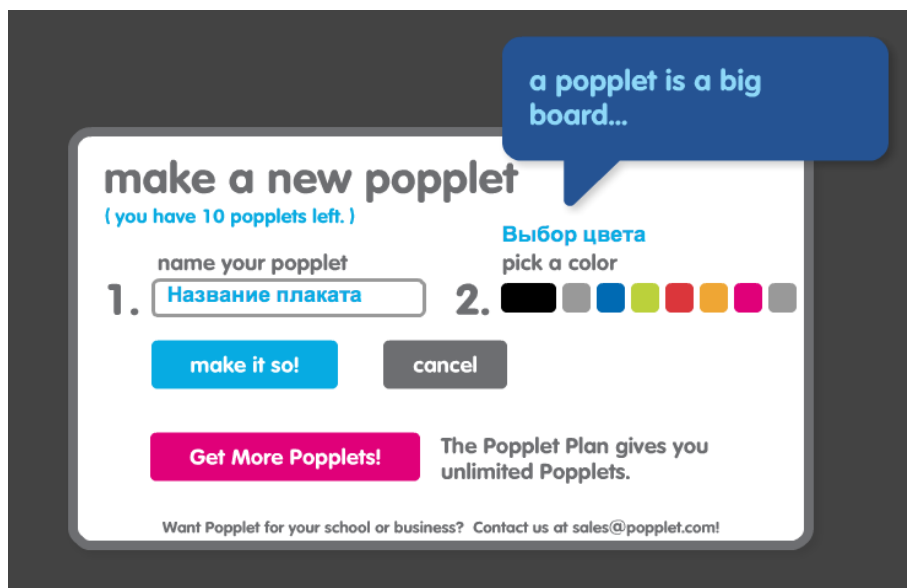 a popplet is a big
board...
make a new popplet
( you have 10 popplets left. )
Выбор цвета
name your popplet
pick a color
1.
Название плаката
2.
make it so!
cancel
Get More Popplets!
The Popplet Plan gives you
unlimited Popplets.
Want Popplet for your school or business? Contact us at sales@popplet.com!